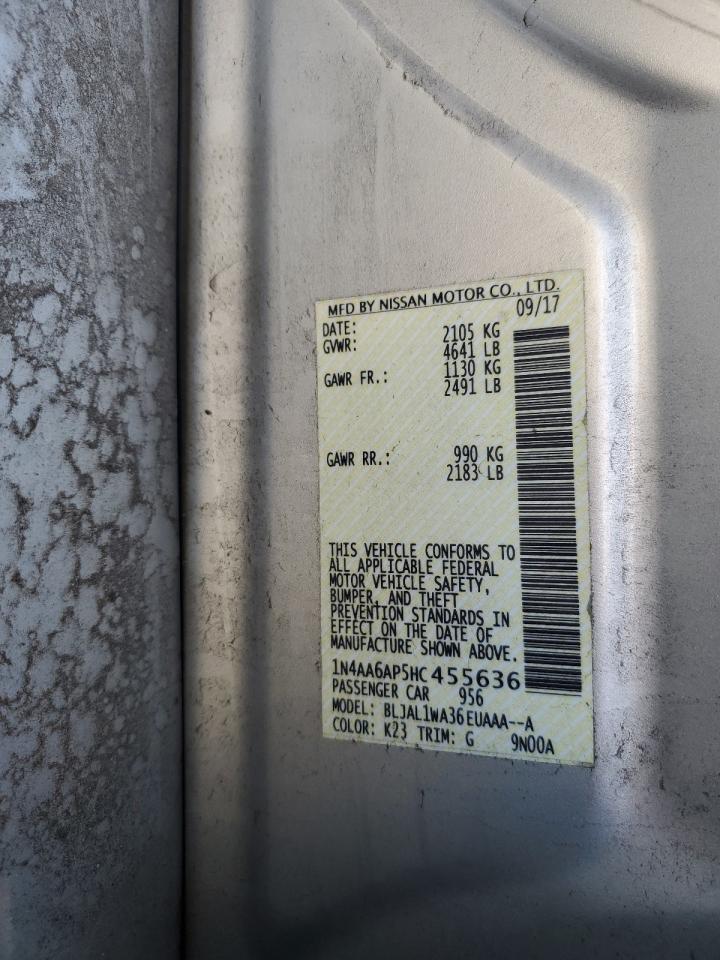 MFD BY NISSAN MOTOR CO., LTD.
DATE: 09/17
GVWR: 2105 KG
4641 LB
GAWR FR.: 1130 KG
2491 LB
GAWR RR.: 990 KG
2183 LB
THIS VEHICLE CONFORMS TO
ALL APPLICABLE FEDERAL
MOTOR VEHICLE SAFETY,
BUMPER, AND THEFT
PREVENTION STANDARDS IN
EFFECT ON THE DATE OF
MANUFACTURE SHOWN ABOVE.
1N4AA6AP5HC455636
PASSENGER CAR 956
MODEL: BLJAL1WA36EUAAA--A
COLOR: K23 TRIM: G 9N00A